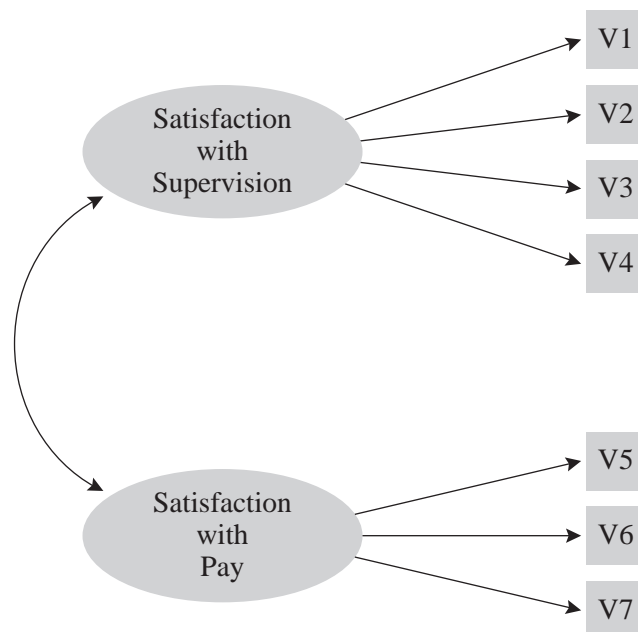 V1
Satisfaction
with
Supervision
V2
V3
V4
Satisfaction
with
Pay
V5
V6
V7